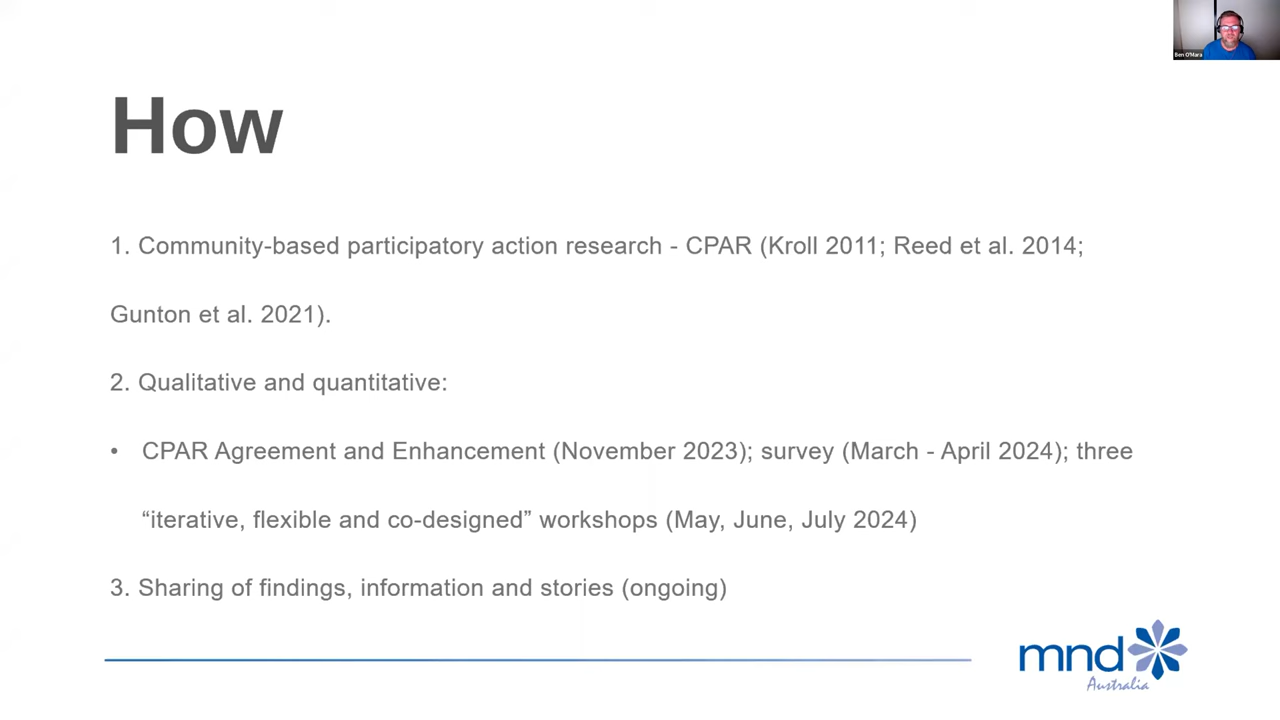 Ben O'Mara
How
1. Community-based participatory action research - CPAR (Kroll 2011; Reed et al. 2014;
Gunton et al. 2021).
2. Qualitative and quantitative:
• CPAR Agreement and Enhancement (November 2023); survey (March - April 2024); three
“iterative, flexible and co-designed” workshops (May, June, July 2024)
3. Sharing of findings, information and stories (ongoing)
mnd
Australia